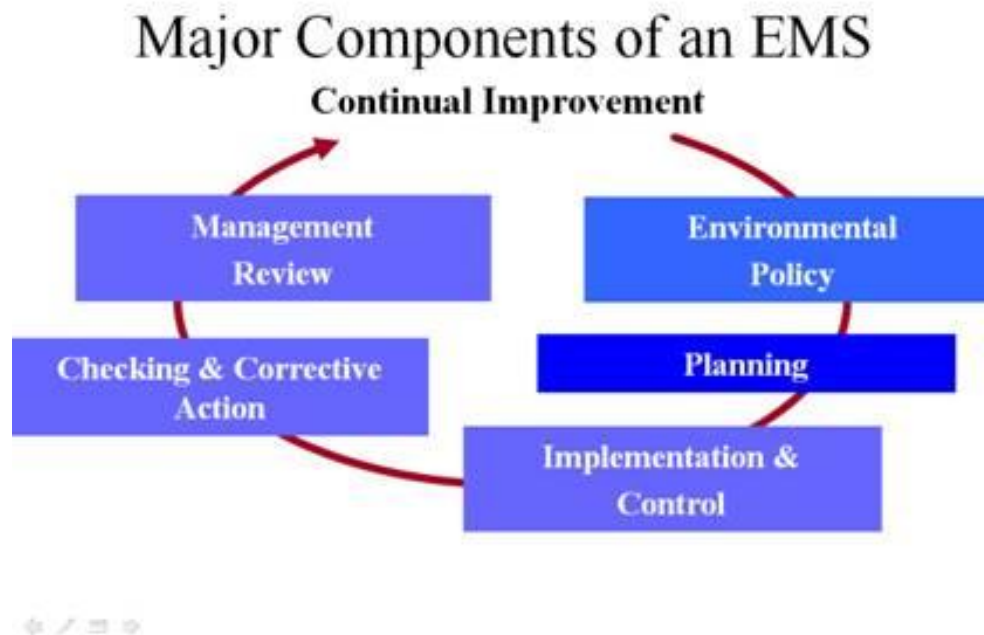 Major Components of an EMS
Continual Improvement
Environmental
Policy
Planning
Implementation &
Control
Checking & Corrective
Action
Management
Review